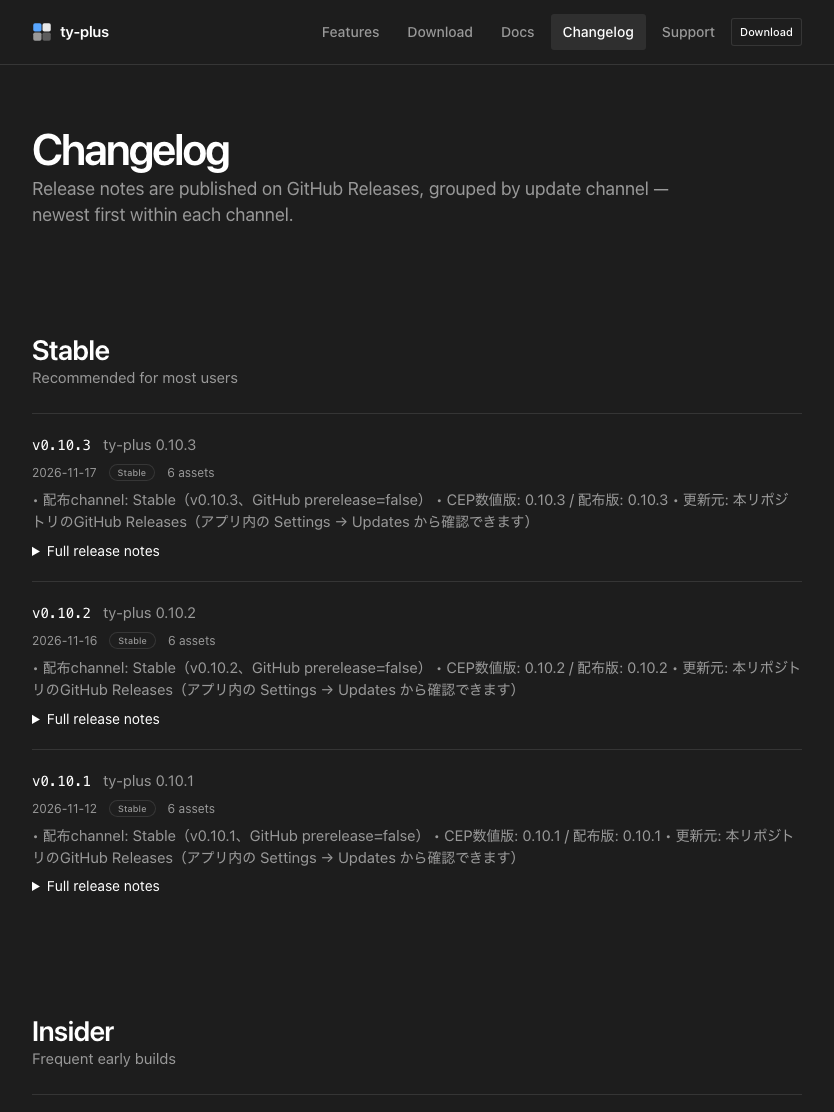 ty-plus
Features
Download
Docs
Changelog
Support
Download
Changelog
Release notes are published on GitHub Releases, grouped by update channel —
newest first within each channel.
Stable
Recommended for most users
v0.10.3 ty-plus 0.10.3
2026-11-17 Stable 6 assets
• 配布channel: Stable（v0.10.3、GitHub prerelease=false） • CEP数値版: 0.10.3 / 配布版: 0.10.3 • 更新元: 本リポジ
トリのGitHub Releases（アプリ内の Settings → Updates から確認できます）
Full release notes
v0.10.2 ty-plus 0.10.2
2026-11-16 Stable 6 assets
• 配布channel: Stable（v0.10.2、GitHub prerelease=false） • CEP数値版: 0.10.2 / 配布版: 0.10.2 • 更新元: 本リポジト
リのGitHub Releases（アプリ内の Settings → Updates から確認できます）
Full release notes
v0.10.1 ty-plus 0.10.1
2026-11-12 Stable 6 assets
• 配布channel: Stable（v0.10.1、GitHub prerelease=false） • CEP数値版: 0.10.1 / 配布版: 0.10.1 • 更新元: 本リポジト
リのGitHub Releases（アプリ内の Settings → Updates から確認できます）
Full release notes
Insider
Frequent early builds